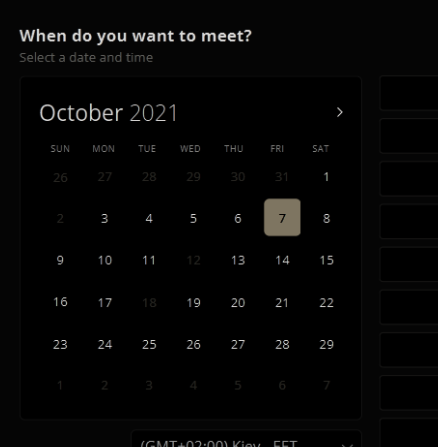 When do you want to meet?
Select a date and time
October 2021 >
SUN MON TUE WED THU FRI SAT
26 27 28 29 30 31 1
2 3 4 5 6 7 8
9 10 11 12 13 14 15
16 17 18 19 20 21 22
23 24 25 26 27 28 29
1 2 3 4 5 6 7
(GMT+02:00) Kiev - EET